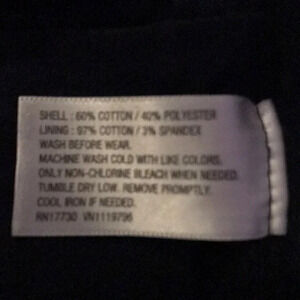 SHELL : 60% COTTON / 40% POLYESTER
LINING : 97% COTTON / 3% SPANDEX
WASH BEFORE WEAR.
MACHINE WASH COLD WITH LIKE COLORS.
ONLY NON-CHLORINE BLEACH WHEN NEEDED.
TUMBLE DRY LOW. REMOVE PROMPTLY.
COOL IRON IF NEEDED.
RN17730 VN1119796